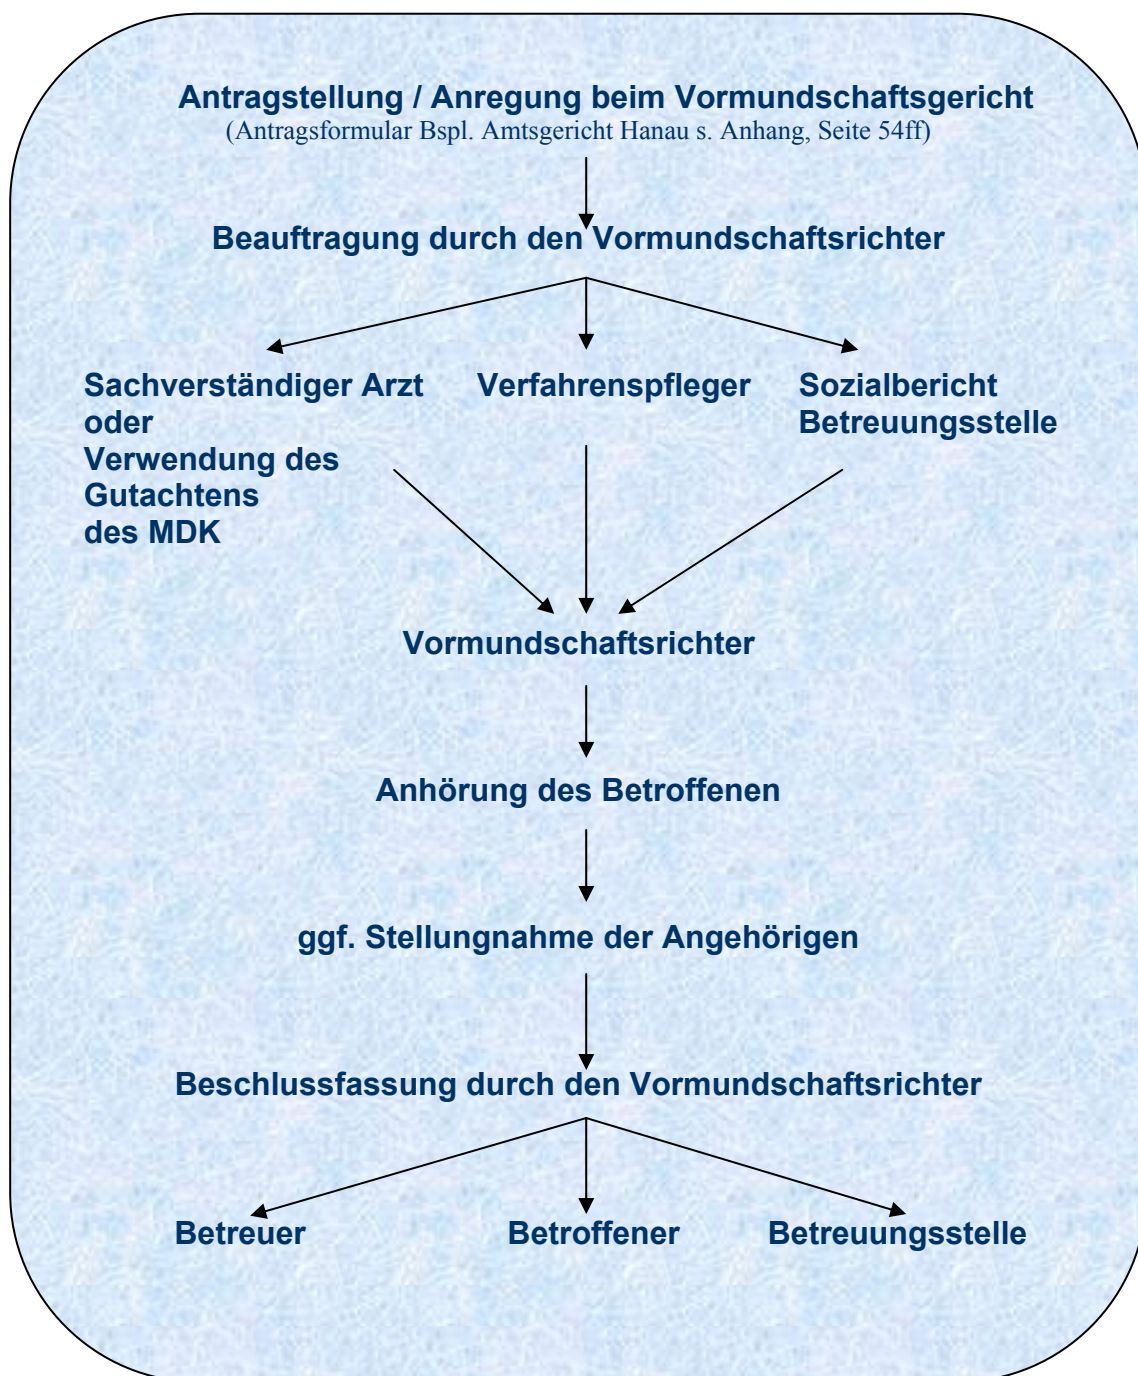 Antragstellung / Anregung beim Vormundschaftsgericht
(Antragsformular Bspl. Amtsgericht Hanau s. Anhang, Seite 54ff)
Beauftragung durch den Vormundschaftsrichter
Sachverständiger Arzt
oder
Verwendung des
Gutachtens
des MDK
Verfahrenspfleger
Sozialbericht
Betreuungsstelle
Vormundschaftsrichter
Anhörung des Betroffenen
ggf. Stellungnahme der Angehörigen
Beschlussfassung durch den Vormundschaftsrichter
Betreuer
Betroffener
Betreuungsstelle